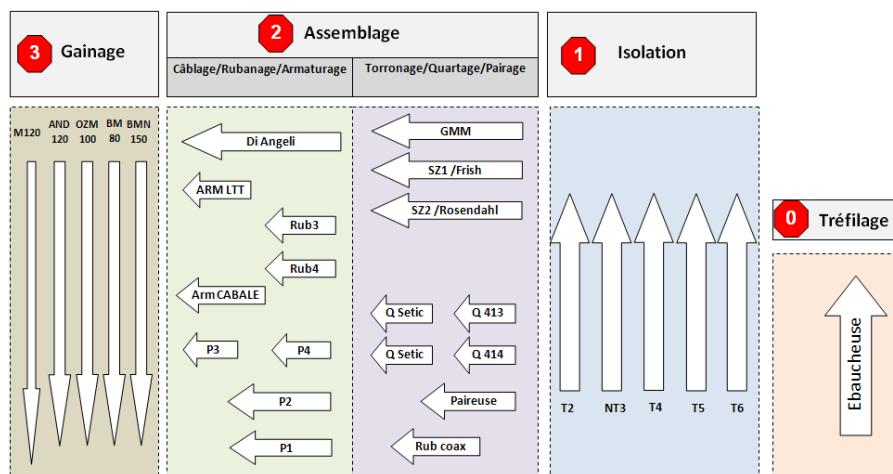 3 Gainage
2 Assemblage
1 Isolation
Câblage/Rubanage/Armaturage
Torronage/Quartage/Pairage
M120
AND 120
OZM 100
BM 80
BMN 150
Di Angeli
ARM LTT
Rub3
Rub4
Arm CABALE
P3
P4
P2
P1
GMM
SZ1 /Frish
SZ2 /Rosendahl
Q Setic
Q 413
Q Setic
Q 414
Paireuse
Rub coax
T2
NT3
T4
T5
T6
0 Tréfilage
Ebaucheuse